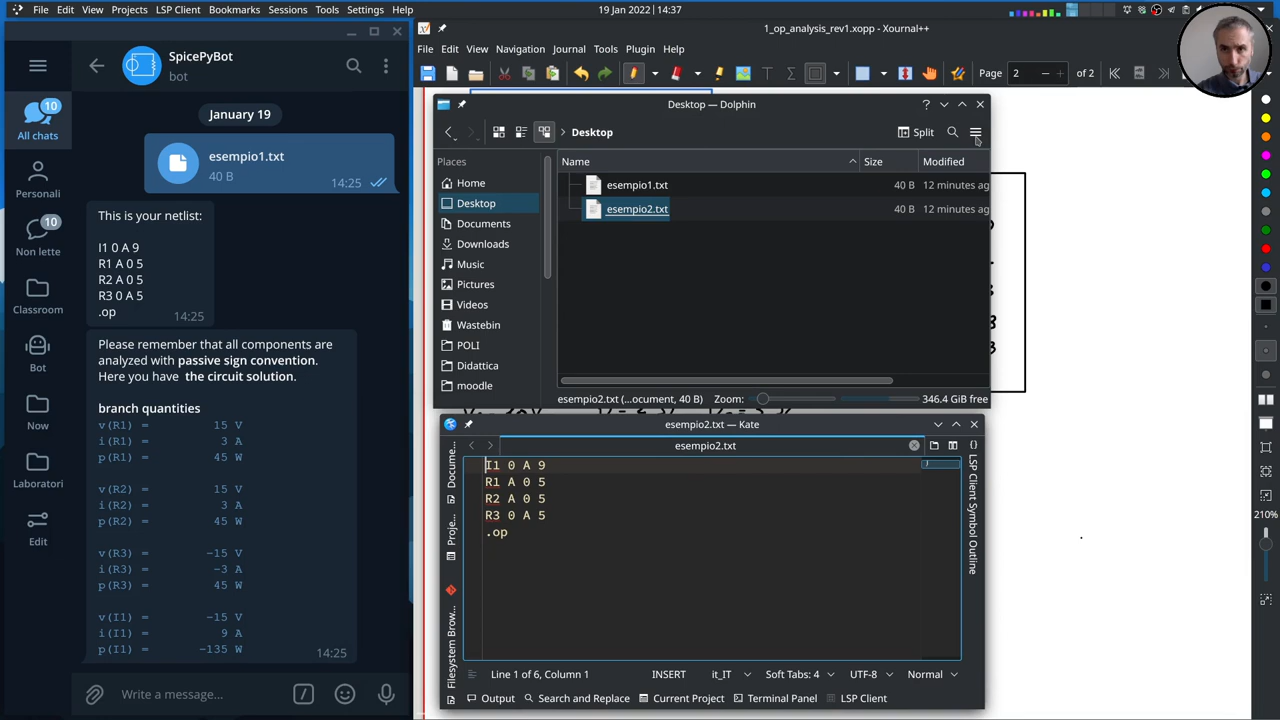 File Edit View Projects LSP Client Bookmarks Sessions Tools Settings Help
19 Jan 2022 | 14:37
SpicePyBot
bot
10
All chats
Personali
10
Non lette
Classroom
Bot
Now
Laboratori
Edit
January 19
esempio1.txt
40 B
14:25
This is your netlist:
I1 0 A 9
R1 A 0 5
R2 A 0 5
R3 0 A 5
.op
14:25
Please remember that all components are
analyzed with passive sign convention.
Here you have the circuit solution.
branch quantities
v(R1) = 15 V
i(R1) = 3 A
p(R1) = 45 W
v(R2) = 15 V
i(R2) = 3 A
p(R2) = 45 W
v(R3) = -15 V
i(R3) = -3 A
p(R3) = 45 W
v(I1) = -15 V
i(I1) = 9 A
p(I1) = -135 W
14:25
Write a message...
1_op_analysis_rev1.xopp - Xournal++
File Edit View Navigation Journal Tools Plugin Help
Page 2 of 2
210%
Desktop — Dolphin
Desktop
Split
Places
Home
Desktop
Documents
Downloads
Music
Pictures
Videos
Wastebin
POLI
Didattica
moodle
Name Size Modified
esempio1.txt 40 B 12 minutes ag
esempio2.txt 40 B 12 minutes ag
esempio2.txt (...ocument, 40 B) Zoom: 346.4 GiB free
esempio2.txt — Kate
esempio2.txt
I1 0 A 9
R1 A 0 5
R2 A 0 5
R3 0 A 5
.op
Docume...
Proje...
Filesystem Brow...
LSP Client Symbol Outline
Line 1 of 6, Column 1 INSERT it_IT Soft Tabs: 4 UTF-8 Normal
Output Search and Replace Current Project Terminal Panel LSP Client